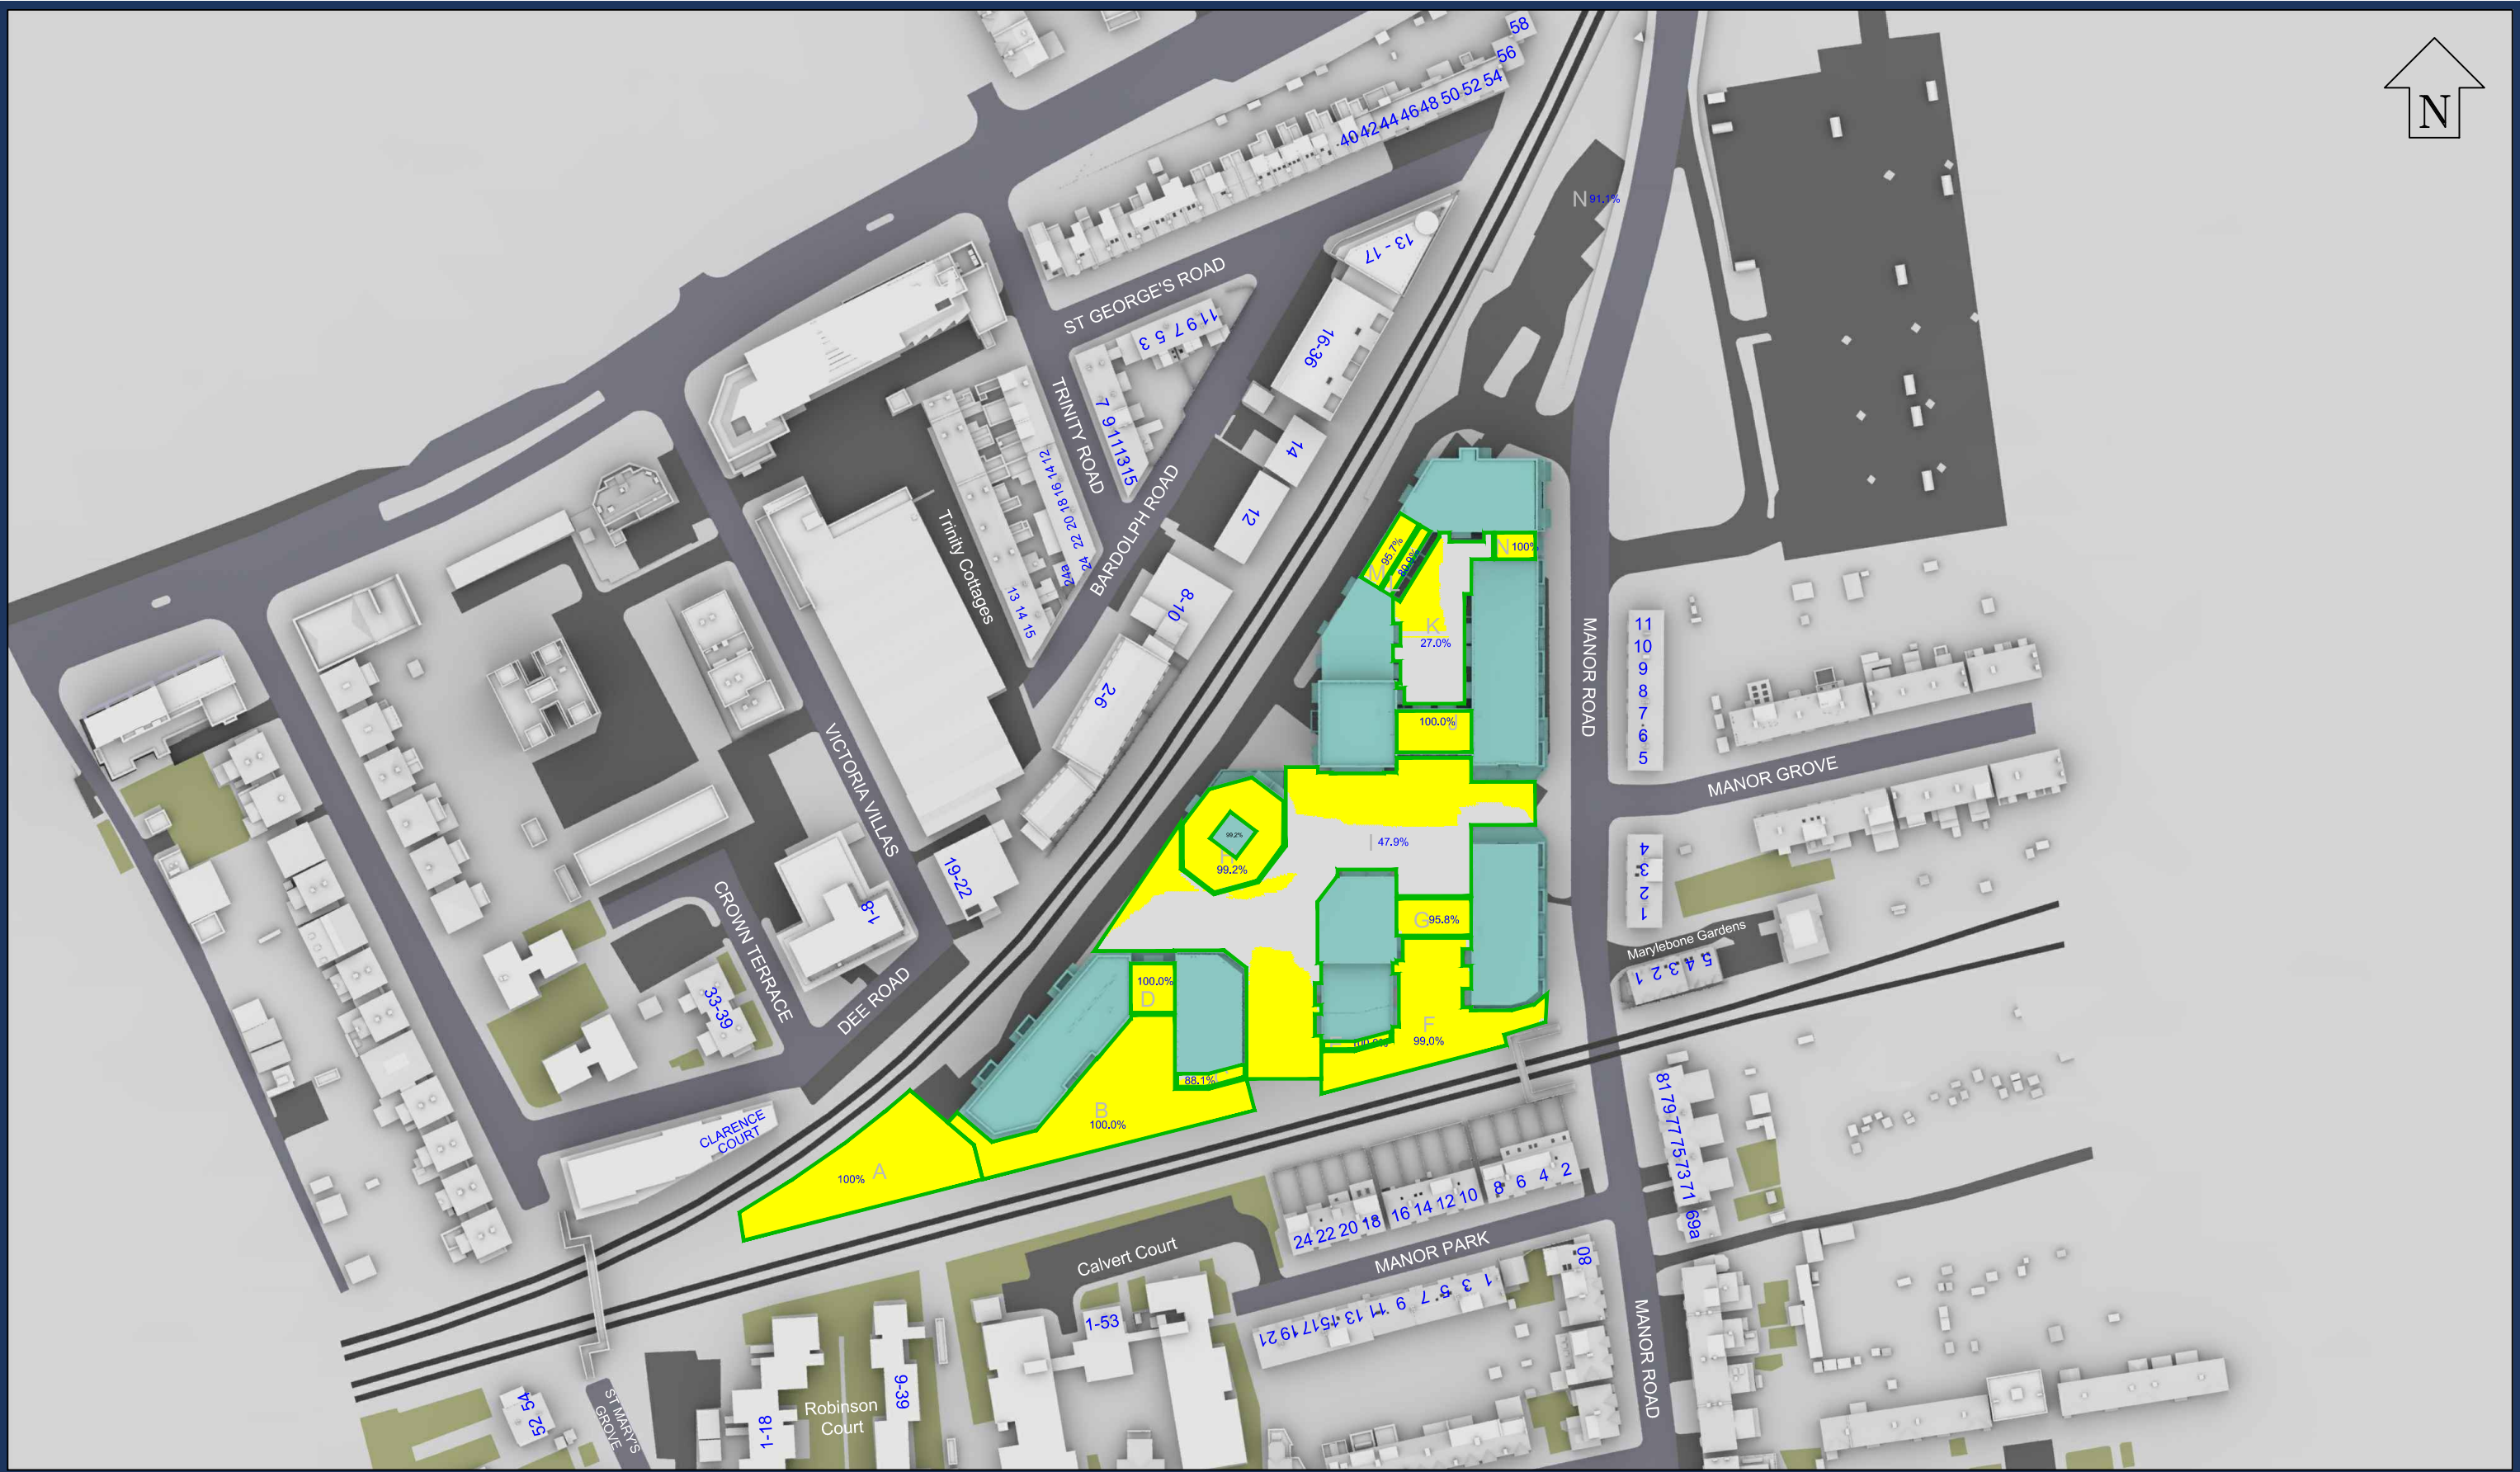 58
56
40 42 44 46 48 50 52 54
N
N 91.1%
13 - 17
ST GEORGE'S ROAD
3 5 7 9 11
16-36
TRINITY ROAD
7 9 11 13 15
14
12
24a 24 22 20 18 16 14 12
BARDOLPH ROAD
Trinity Cottages
13 14 15
8-10
2-6
95.7%
M
80.9%
L
N 100%
K
27.0%
100.0%
J
MANOR ROAD
11
10
9
8
7
6
5
MANOR GROVE
VICTORIA VILLAS
99.2%
H
99.2%
I 47.9%
4
3
2
1
19-22
1-8
CROWN TERRACE
G 95.8%
Marylebone Gardens
1 2 3 4 5
33-39
DEE ROAD
100.0%
D
F
99.0%
100.0%
88.1%
B
100.0%
CLARENCE
COURT
100% A
81 79 77 75 73 71
69a
24 22 20 18 16 14 12 10 8 6 4 2
MANOR PARK
Calvert Court
80
21 19 17 15 13 11 9 7 5 3 1
1-53
MANOR ROAD
52 54
ST MARY'S
GROVE
1-18
Robinson
Court
9-39